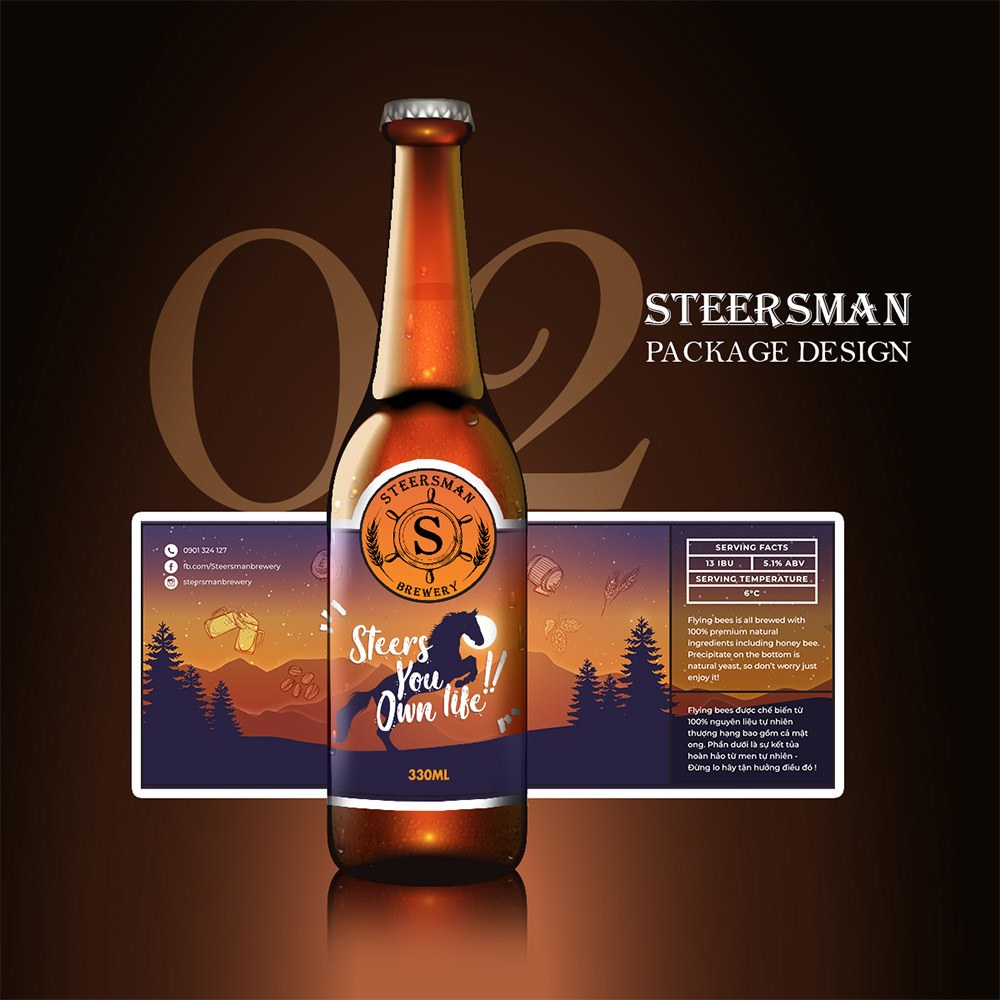 02
STEERSMAN
PACKAGE DESIGN
STEERSMAN
S
BREWERY
Steers
You
Own life!!
330ML
0901 324 127
fb.com/Steersmanbrewery
steersmanbrewery
SERVING FACTS
13 IBU 5.1% ABV
SERVING TEMPERATURE
6°C
Flying bees is all brewed with
100% premium natural
ingredients including honey bee.
Precipitate on the bottom is
natural yeast, so don't worry just
enjoy it!
Flying bees được chế biến từ
100% nguyên liệu tự nhiên
thượng hạng bao gồm cả mật
ong. Phần dưới là sự kết tủa
hoàn hảo từ men tự nhiên -
Đừng lo hãy tận hưởng điều đó !